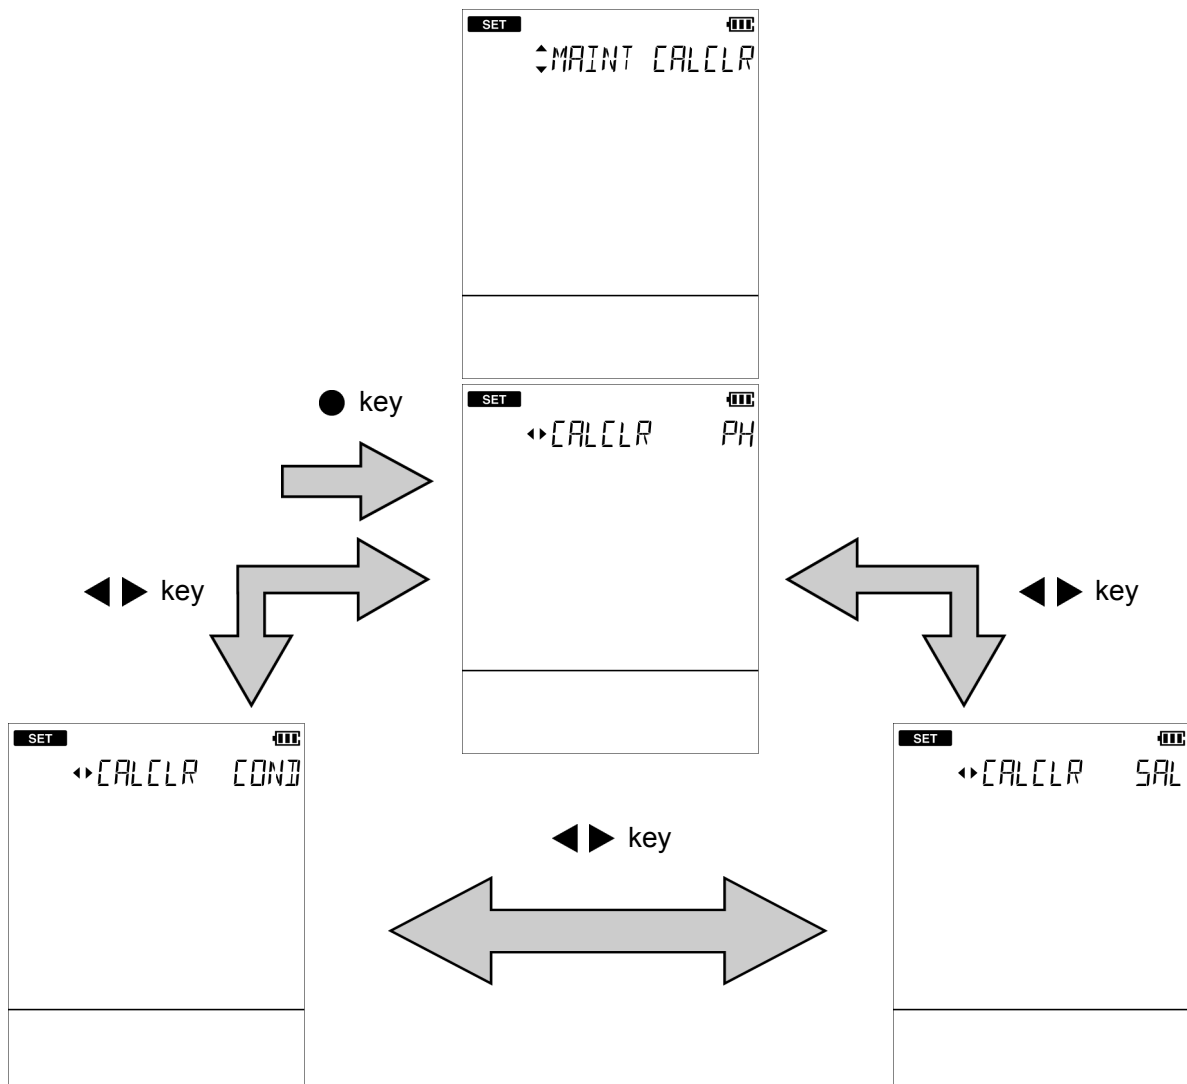 SET
MAINT CALCLR
● key
SET
CALCLR PH
◀ ▶ key
◀ ▶ key
SET
CALCLR COND
SET
CALCLR SAL
◀ ▶ key